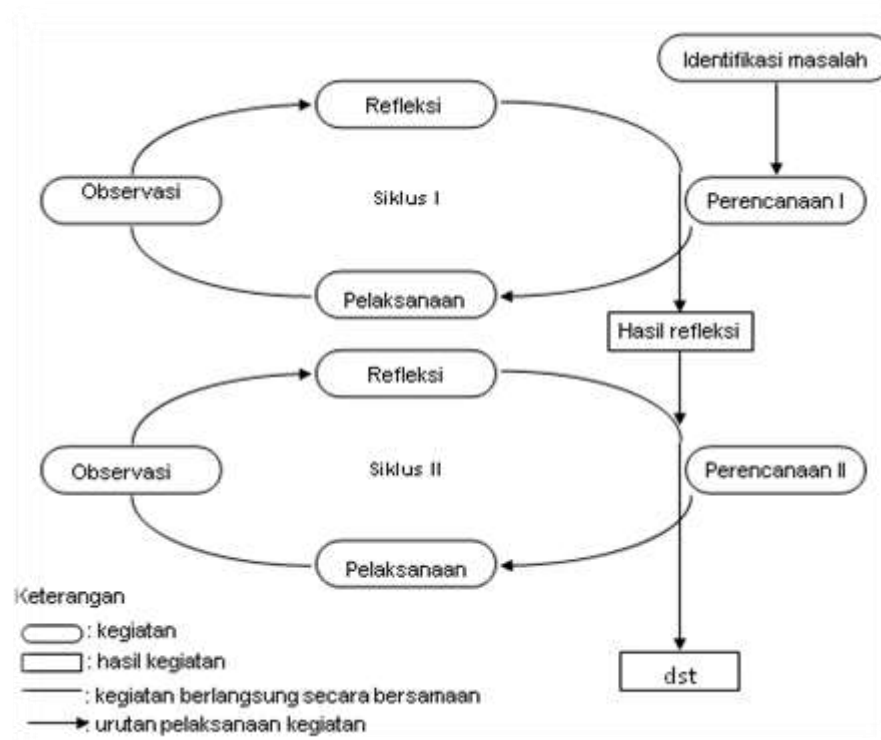 Identifikasi masalah
Refleksi
Observasi
Siklus I
Perencanaan I
Pelaksanaan
Hasil refleksi
Refleksi
Observasi
Siklus II
Perencanaan II
Pelaksanaan
Keterangan
: kegiatan
: hasil kegiatan
dst
: kegiatan berlangsung secara bersamaan
: urutan pelaksanaan kegiatan